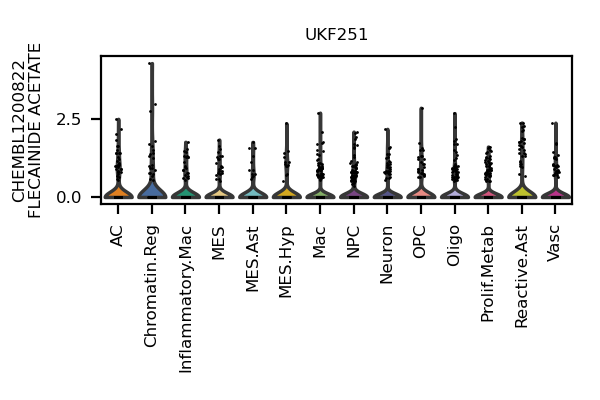 UKF251
CHEMBL1200822
FLECAINIDE ACETATE
2.5
0.0
AC
Chromatin.Reg
Inflammatory.Mac
MES
MES.Ast
MES.Hyp
Mac
NPC
Neuron
OPC
Oligo
Prolif.Metab
Reactive.Ast
Vasc